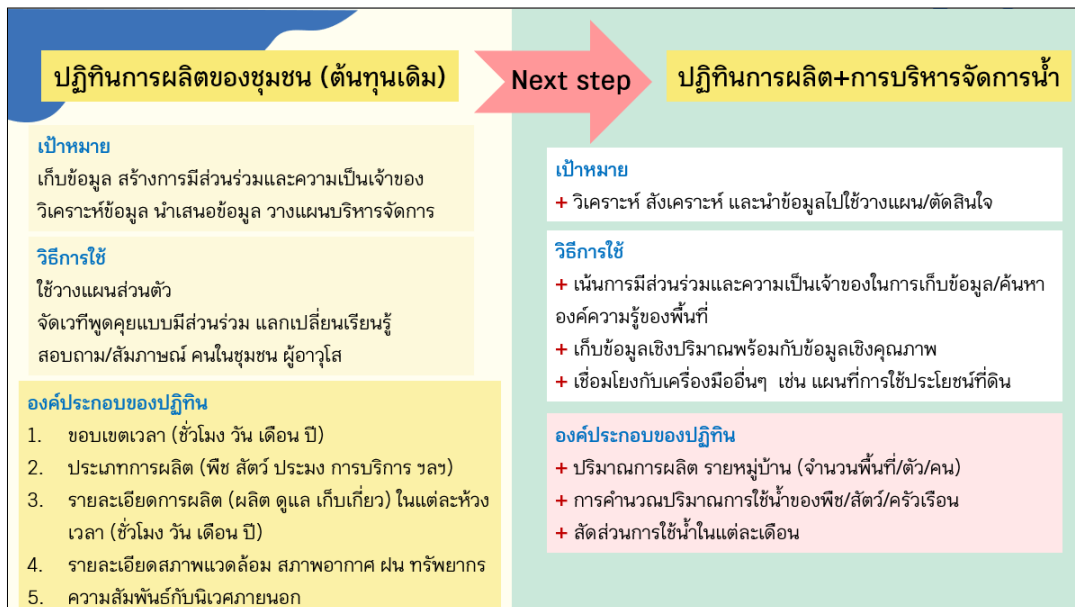 ปฏิทินการผลิตของชุมชน (ต้นทุนเดิม)
Next step
ปฏิทินการผลิต+การบริหารจัดการน้ำ
เป้าหมาย
เก็บข้อมูล สร้างการมีส่วนร่วมและความเป็นเจ้าของ
วิเคราะห์ข้อมูล นำเสนอข้อมูล วางแผนบริหารจัดการ
วิธีการใช้
ใช้วางแผนส่วนตัว
จัดเวทีพูดคุยแบบมีส่วนร่วม แลกเปลี่ยนเรียนรู้
สอบถาม/สัมภาษณ์ คนในชุมชน ผู้อาวุโส
องค์ประกอบของปฏิทิน
1. ขอบเขตเวลา (ชั่วโมง วัน เดือน ปี)
2. ประเภทการผลิต (พืช สัตว์ ประมง การบริการ ฯลฯ)
3. รายละเอียดการผลิต (ผลิต ดูแล เก็บเกี่ยว) ในแต่ละห้วง
เวลา (ชั่วโมง วัน เดือน ปี)
4. รายละเอียดสภาพแวดล้อม สภาพอากาศ ฝน ทรัพยากร
5. ความสัมพันธ์กับนิเวศภายนอก
เป้าหมาย
+ วิเคราะห์ สังเคราะห์ และนำข้อมูลไปใช้วางแผน/ตัดสินใจ
วิธีการใช้
+ เน้นการมีส่วนร่วมและความเป็นเจ้าของในการเก็บข้อมูล/ค้นหา
องค์ความรู้ของพื้นที่
+ เก็บข้อมูลเชิงปริมาณพร้อมกับข้อมูลเชิงคุณภาพ
+ เชื่อมโยงกับเครื่องมืออื่นๆ เช่น แผนที่การใช้ประโยชน์ที่ดิน
องค์ประกอบของปฏิทิน
+ ปริมาณการผลิต รายหมู่บ้าน (จำนวนพื้นที่/ตัว/คน)
+ การคำนวณปริมาณการใช้น้ำของพืช/สัตว์/ครัวเรือน
+ สัดส่วนการใช้น้ำในแต่ละเดือน